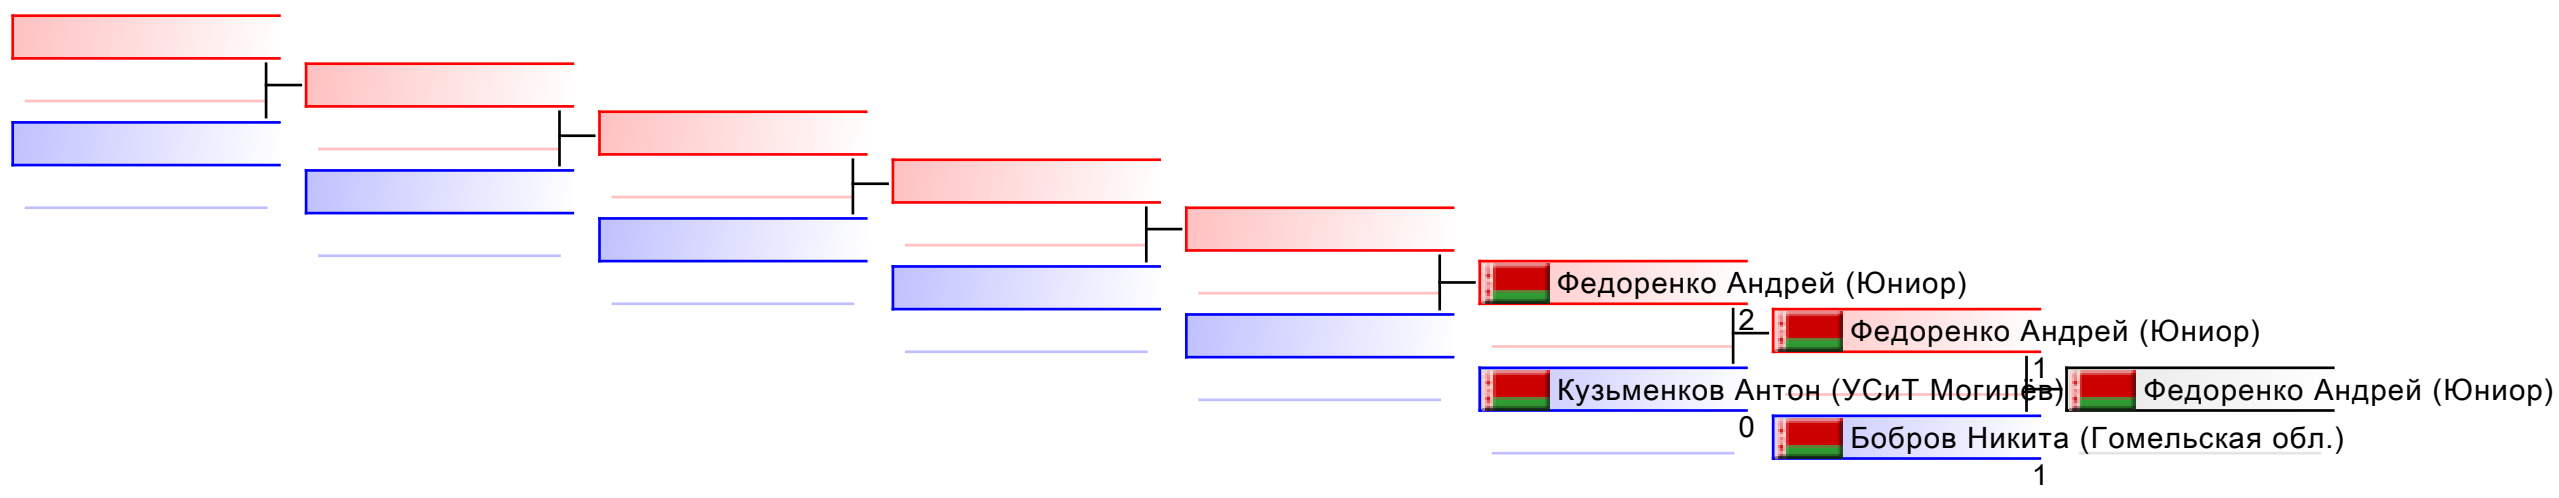 Федоренко Андрей (Юниор)
2
Федоренко Андрей (Юниор)
Кузьменков Антон (УСиТ Могилёв)
1
Федоренко Андрей (Юниор)
0
Бобров Никита (Гомельская обл.)
1